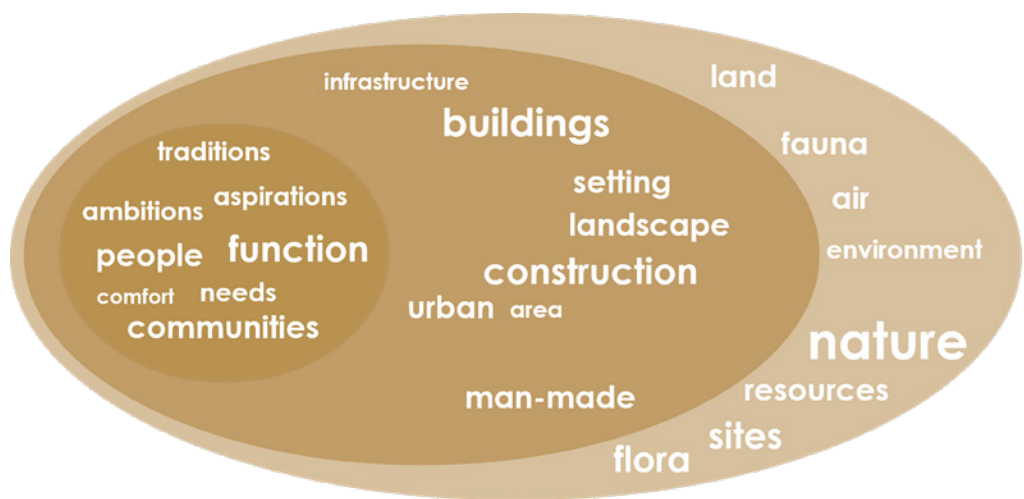 infrastructure
buildings
traditions
ambitions
aspirations
people
function
comfort
needs
communities
setting
landscape
construction
urban area
man-made
land
fauna
air
environment
nature
resources
sites
flora